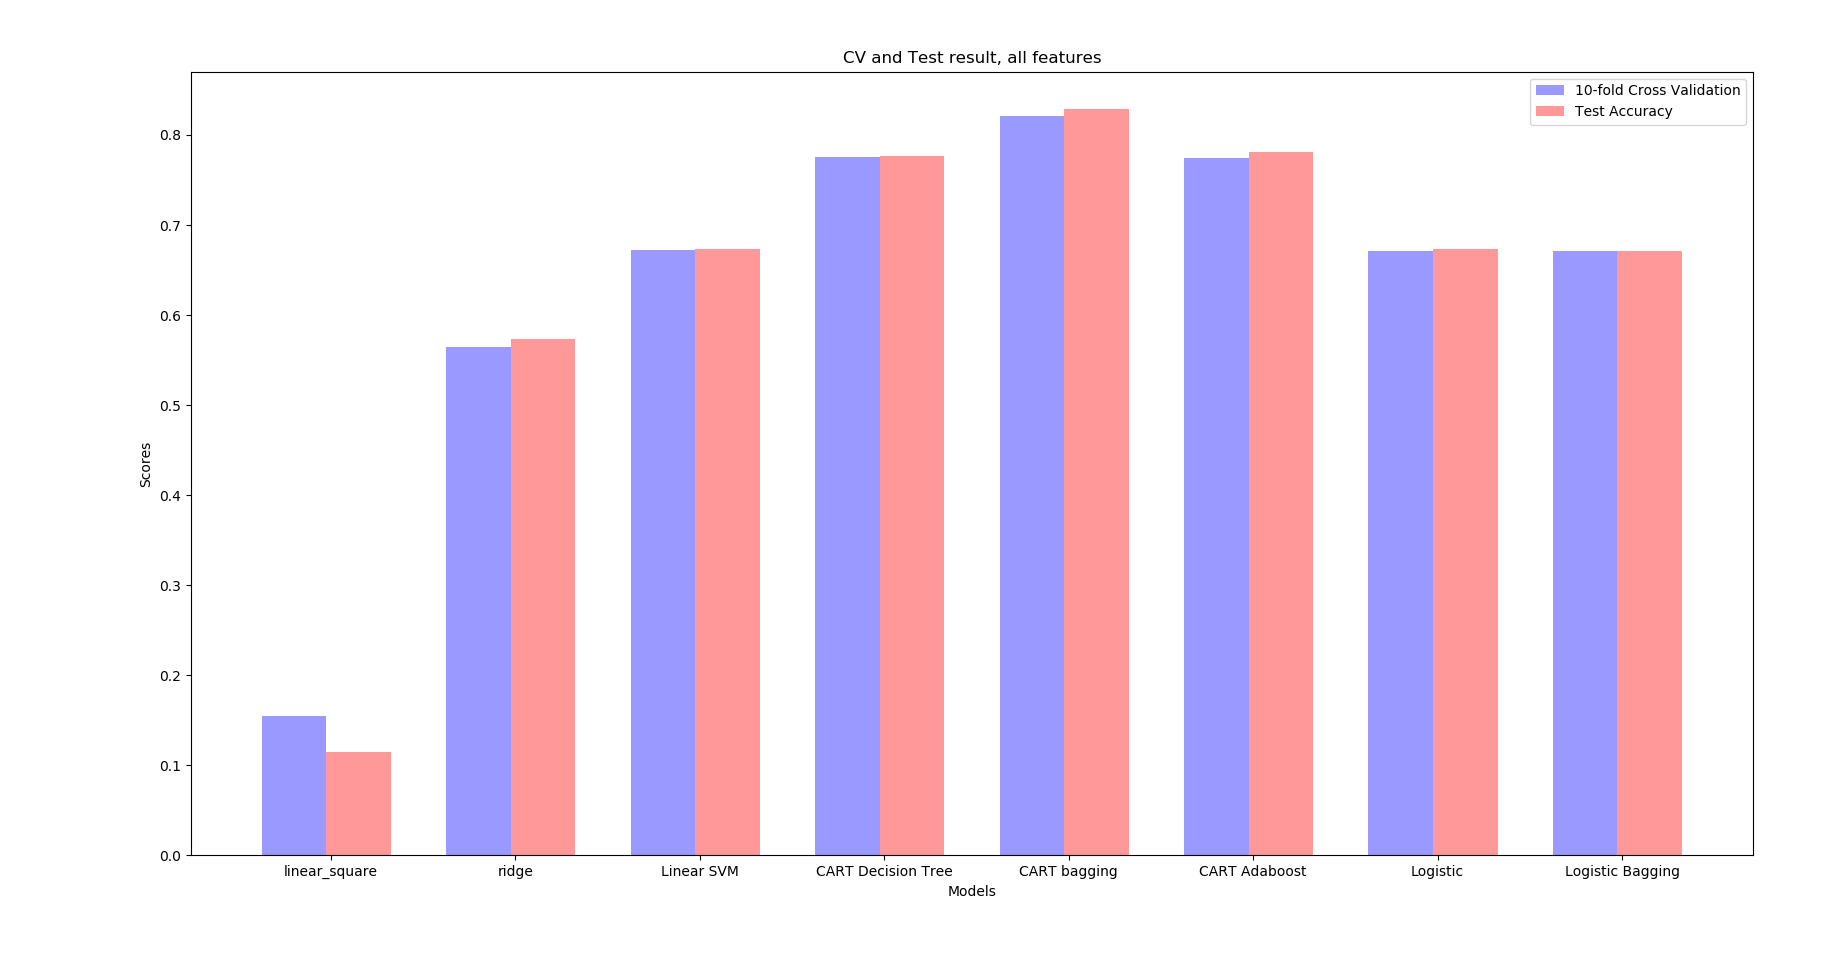 CV and Test result, all features
10-fold Cross Validation
Test Accuracy
Scores
0.8
0.7
0.6
0.5
0.4
0.3
0.2
0.1
0.0
linear_square ridge Linear SVM CART Decision Tree CART bagging CART Adaboost Logistic Logistic Bagging
Models